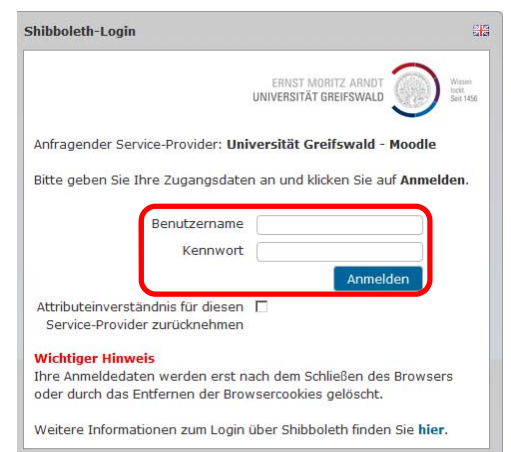 Shibboleth-Login
ERNST MORITZ ARNDT
UNIVERSITÄT GREIFSWALD
Wissen
lockt.
Seit 1456
Anfragender Service-Provider: Universität Greifswald - Moodle
Bitte geben Sie Ihre Zugangsdaten an und klicken Sie auf Anmelden.
Benutzername
Kennwort
Anmelden
Attributeinverständnis für diesen
Service-Provider zurücknehmen
Wichtiger Hinweis
Ihre Anmeldedaten werden erst nach dem Schließen des Browsers
oder durch das Entfernen der Browsercookies gelöscht.
Weitere Informationen zum Login über Shibboleth finden Sie hier.